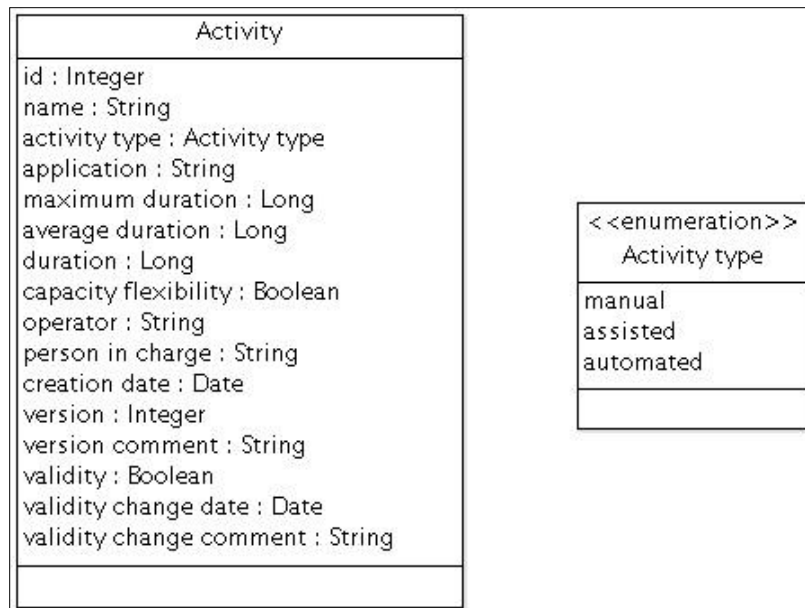 Activity
id : Integer
name : String
activity type : Activity type
application : String
maximum duration : Long
average duration : Long
duration : Long
capacity flexibility : Boolean
operator : String
person in charge : String
creation date : Date
version : Integer
version comment : String
validity : Boolean
validity change date : Date
validity change comment : String
<<enumeration>>
Activity type
manual
assisted
automated